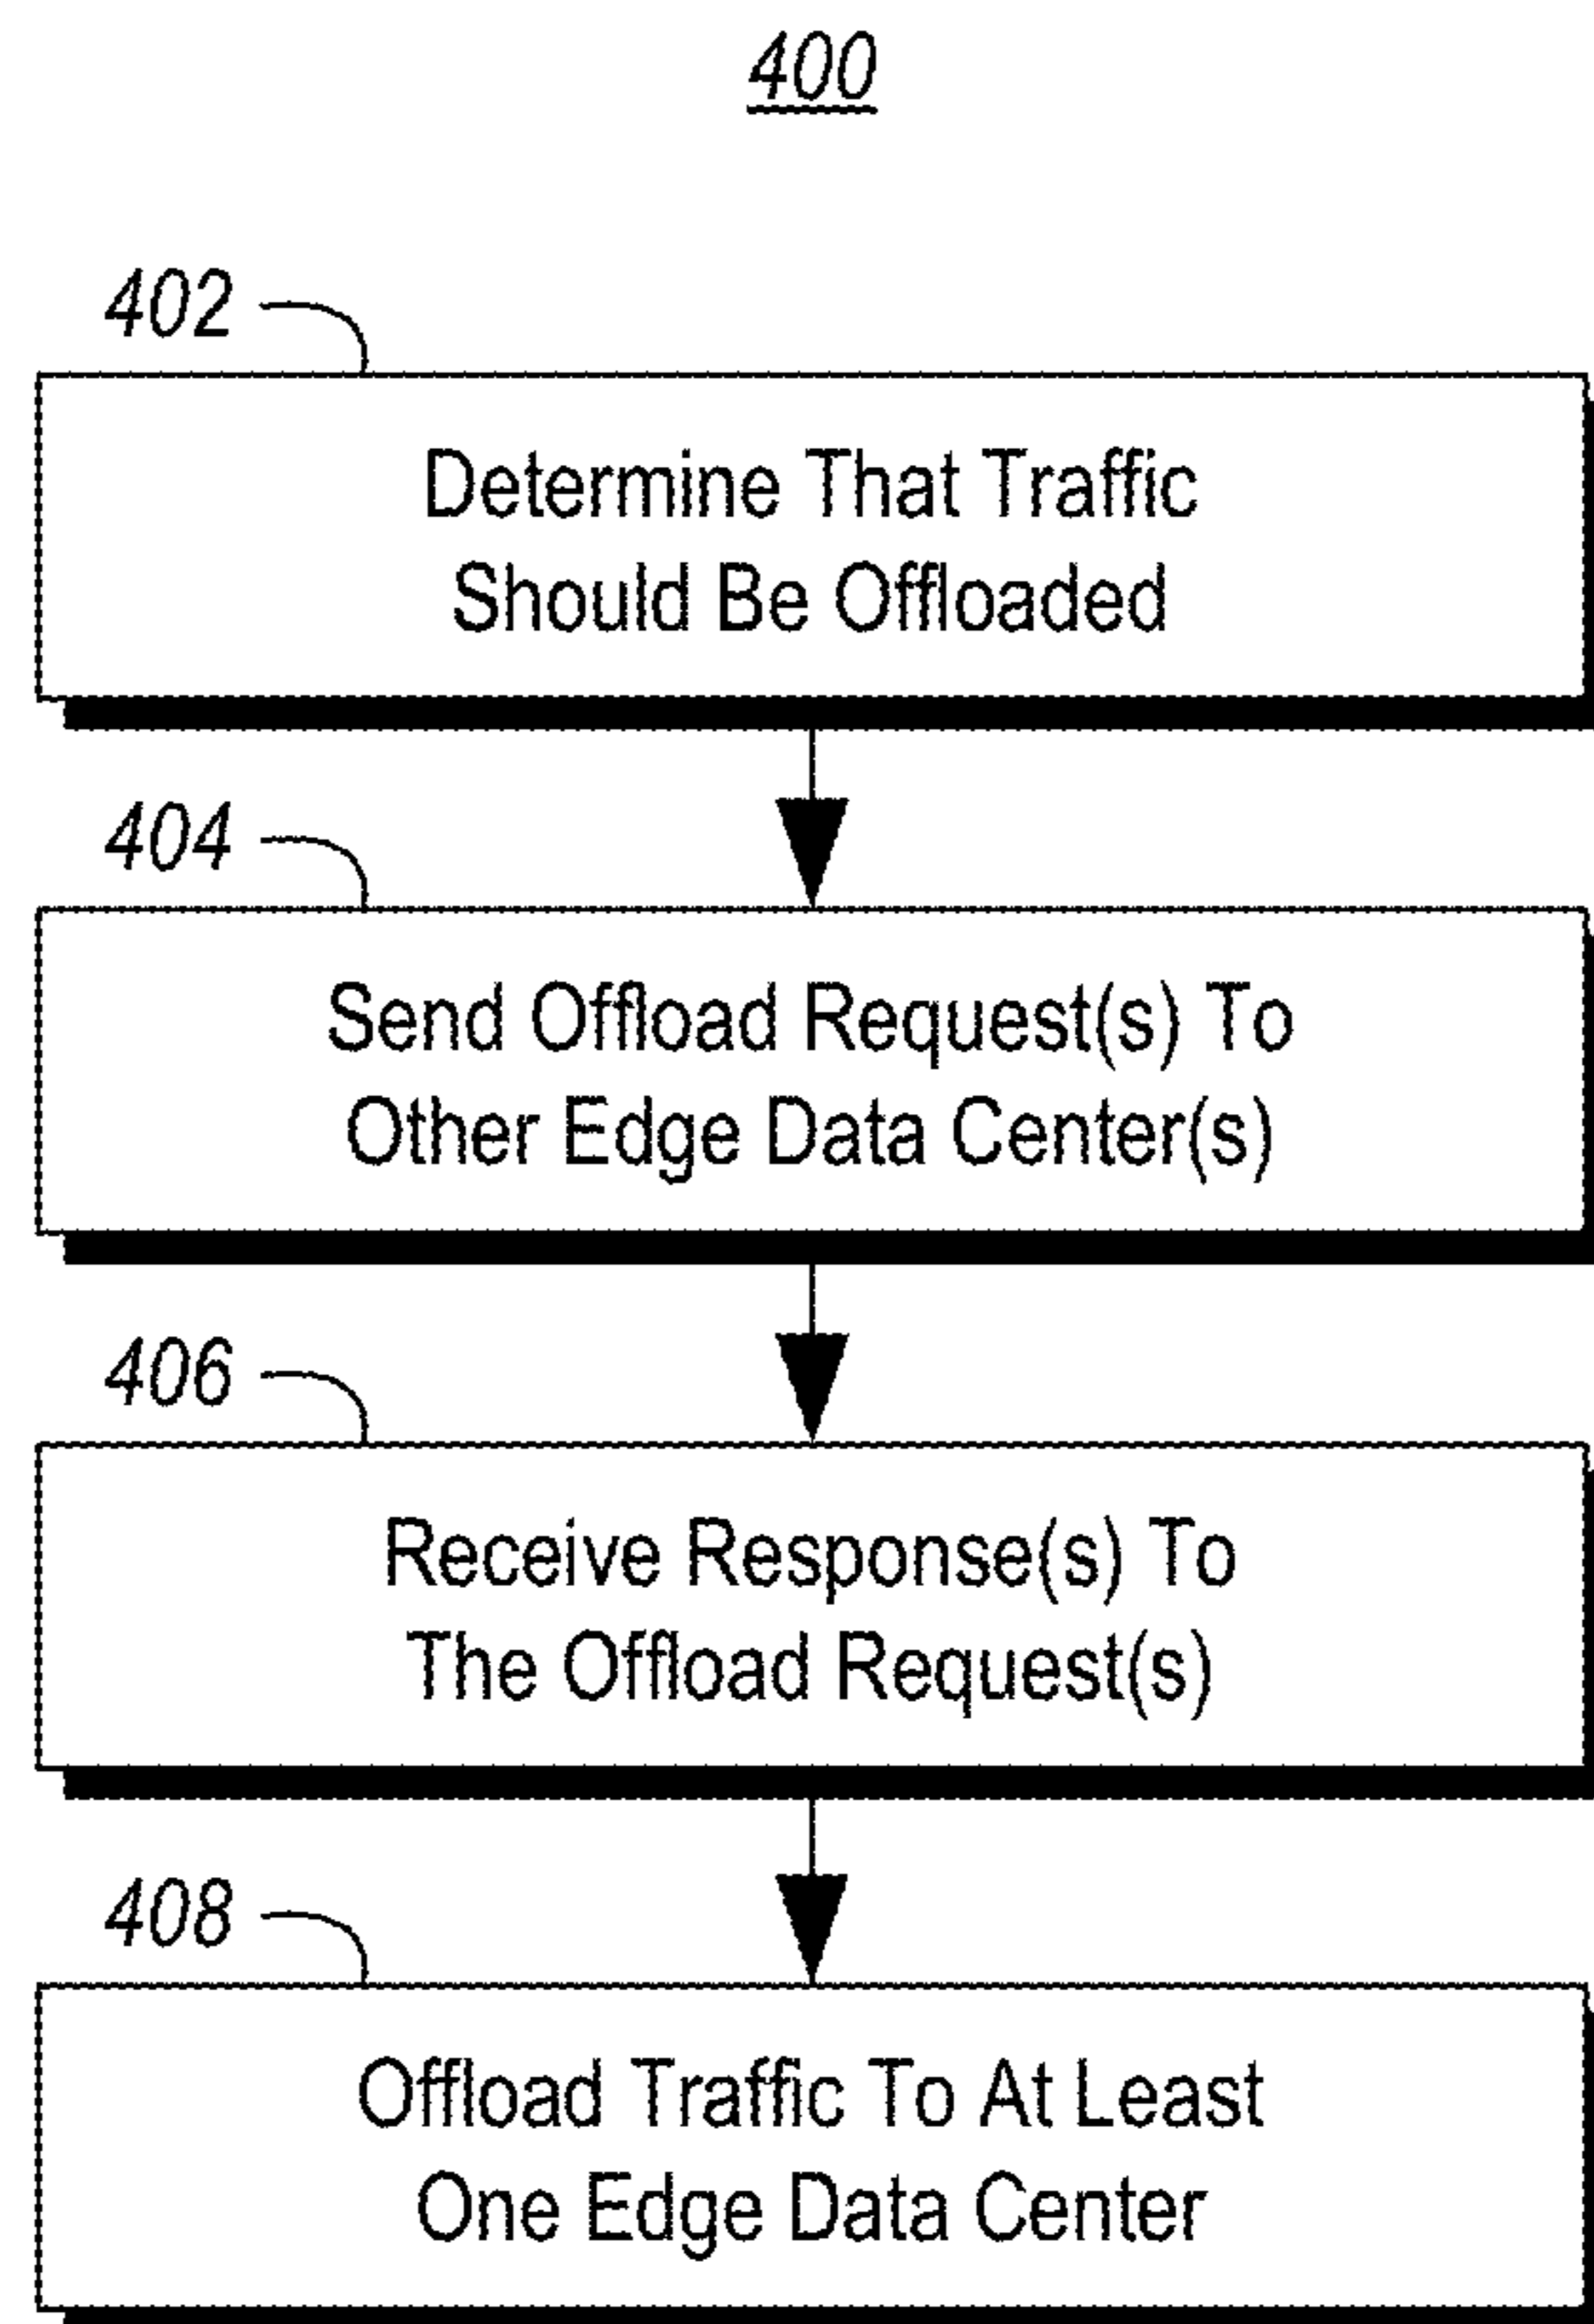 400
402
Determine That Traffic
Should Be Offloaded
404
Send Offload Request(s) To
Other Edge Data Center(s)
406
Receive Response(s) To
The Offload Request(s)
408
Offload Traffic To At Least
One Edge Data Center